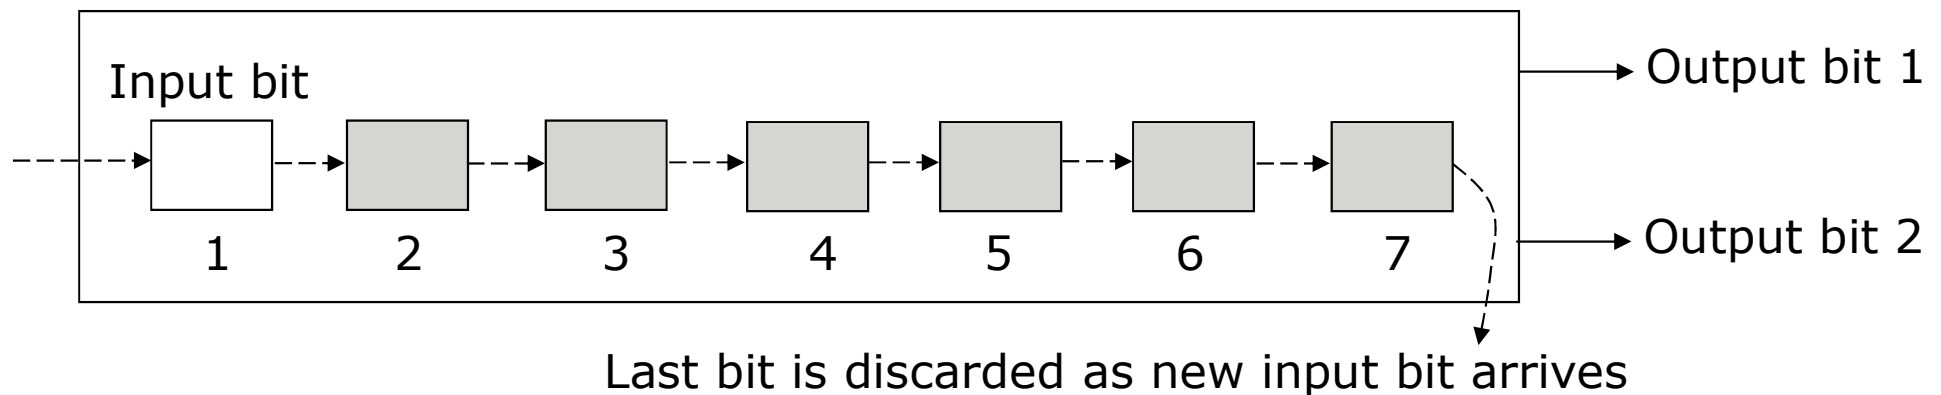 Output bit 1
Input bit
1 2 3 4 5 6 7
Output bit 2
Last bit is discarded as new input bit arrives